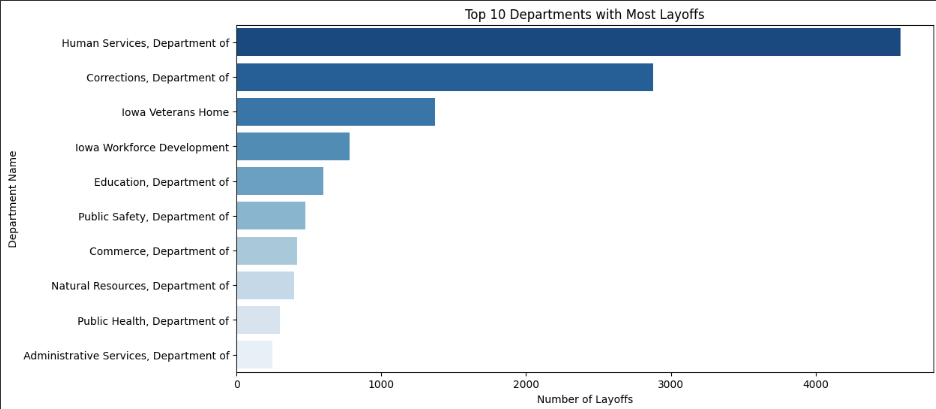 Top 10 Departments with Most Layoffs
Department Name
Human Services, Department of
Corrections, Department of
Iowa Veterans Home
Iowa Workforce Development
Education, Department of
Public Safety, Department of
Commerce, Department of
Natural Resources, Department of
Public Health, Department of
Administrative Services, Department of
0 1000 2000 3000 4000
Number of Layoffs